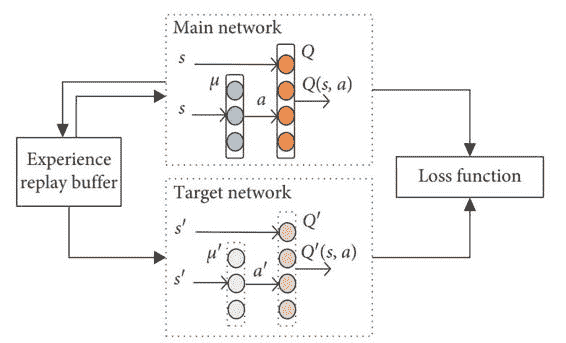 Main network
s
Q
μ
Q(s, a)
a
s
Experience
replay buffer
Loss function
Target network
s′
Q′
μ′
Q′(s, a)
a′
s′